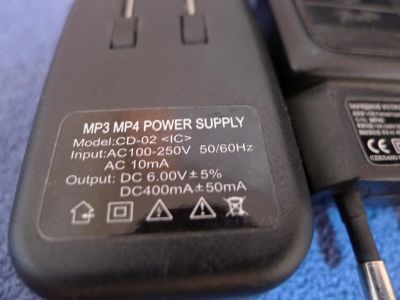 MP3 MP4 POWER SUPPLY
Model:CD-02 <IC>
Input:AC100-250V 50/60Hz
AC 10mA
Output: DC 6.00V±5%
DC400mA±50mA